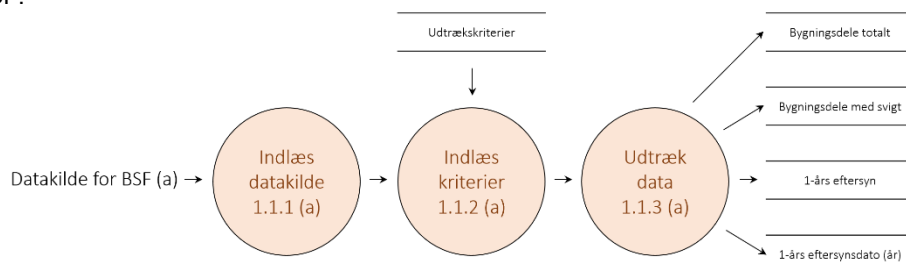 Udtrækskriterier
Bygningsdele totalt
Bygningsdele med svigt
Datakilde for BSF (a)
Indlæs
datakilde
1.1.1 (a)
Indlæs
kriterier
1.1.2 (a)
Udtræk
data
1.1.3 (a)
1-års eftersyn
1-års eftersynsdato (år)